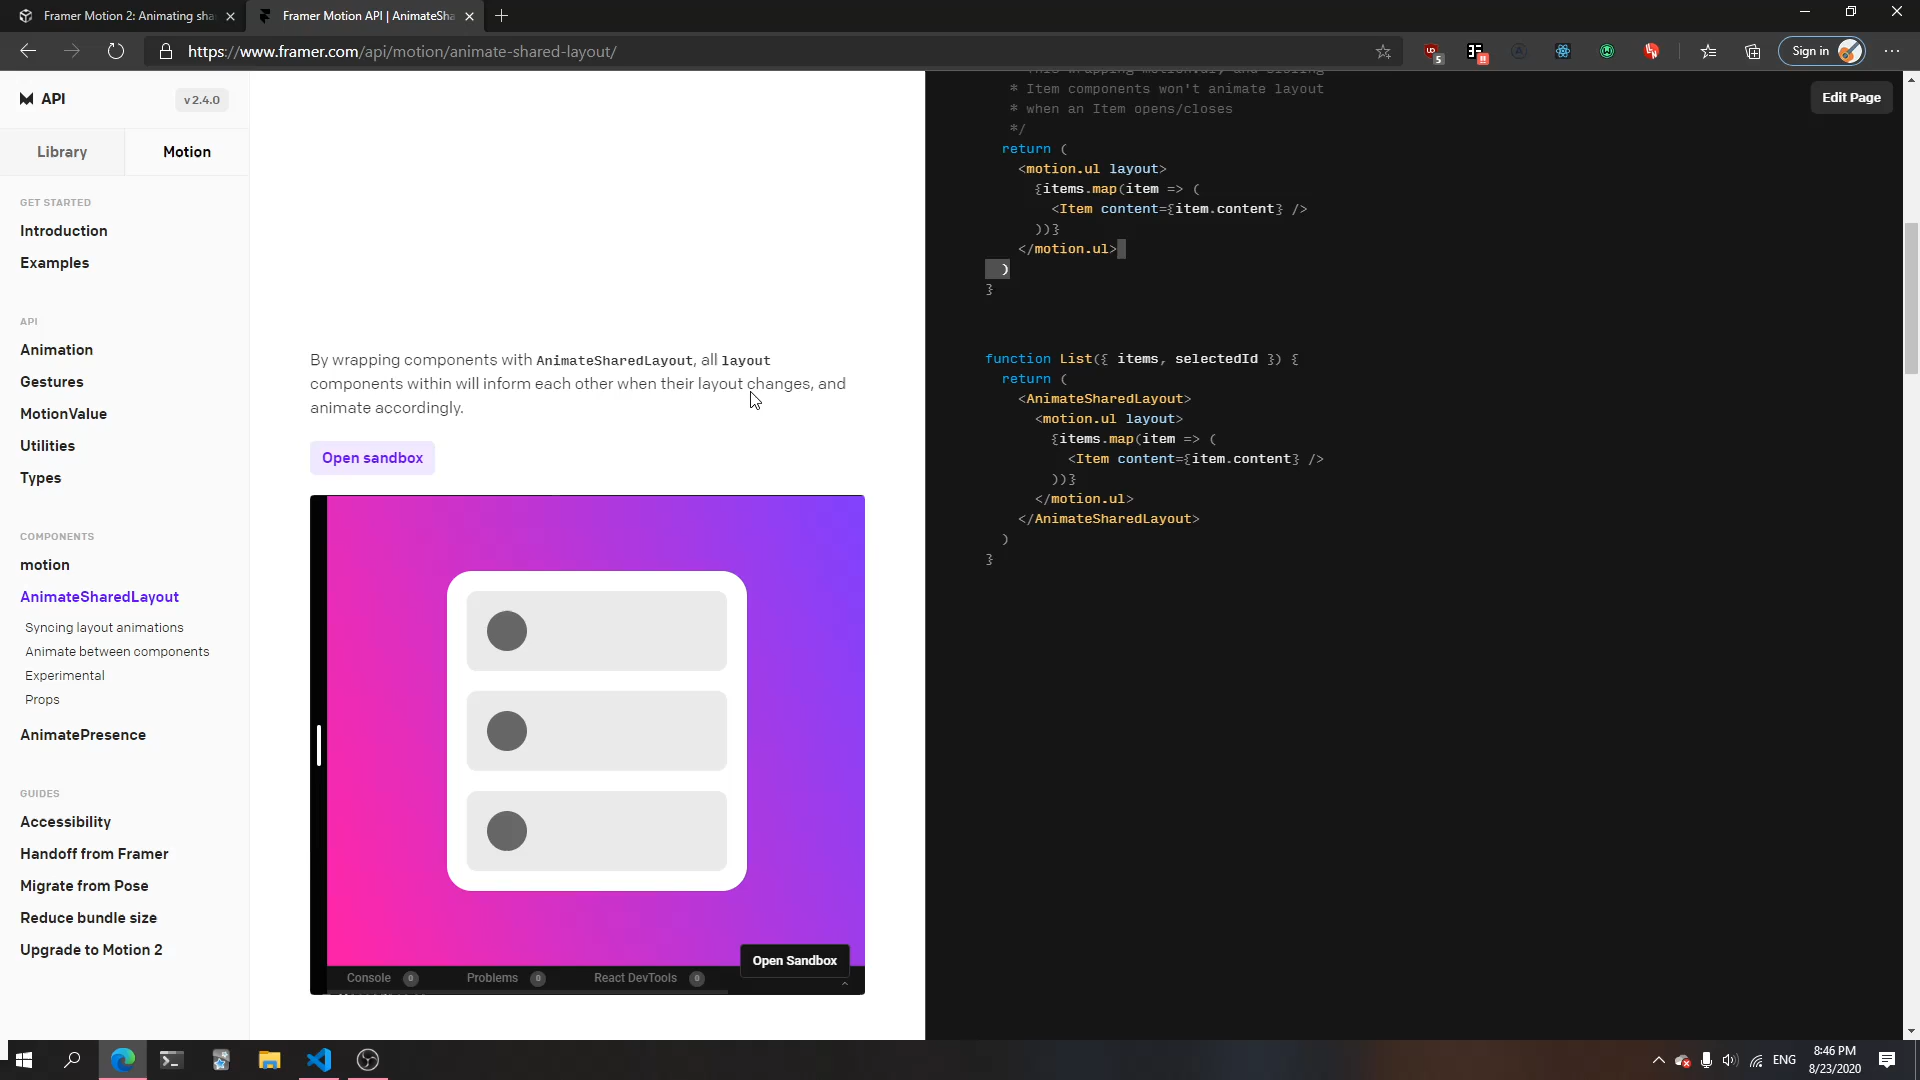 Framer Motion 2: Animating sha
Framer Motion API | AnimateSha
https://www.framer.com/api/motion/animate-shared-layout/
5
!!
Sign in
API
v 2.4.0
Library
Motion
GET STARTED
Introduction
Examples
API
Animation
Gestures
MotionValue
Utilities
Types
COMPONENTS
motion
AnimateSharedLayout
Syncing layout animations
Animate between components
Experimental
Props
AnimatePresence
GUIDES
Accessibility
Handoff from Framer
Migrate from Pose
Reduce bundle size
Upgrade to Motion 2
By wrapping components with AnimateSharedLayout, all layout
components within will inform each other when their layout changes, and
animate accordingly.
Open sandbox
Open Sandbox
Console 0 Problems 0 React DevTools 0
Edit Page
* Item components won't animate layout
* when an Item opens/closes
*/
return (
<motion.ul layout>
{items.map(item => (
<Item content={item.content} />
))}
</motion.ul>
)
}
function List({ items, selectedId }) {
return (
<AnimateSharedLayout>
<motion.ul layout>
{items.map(item => (
<Item content={item.content} />
))}
</motion.ul>
</AnimateSharedLayout>
)
}
ENG
8:46 PM
8/23/2020